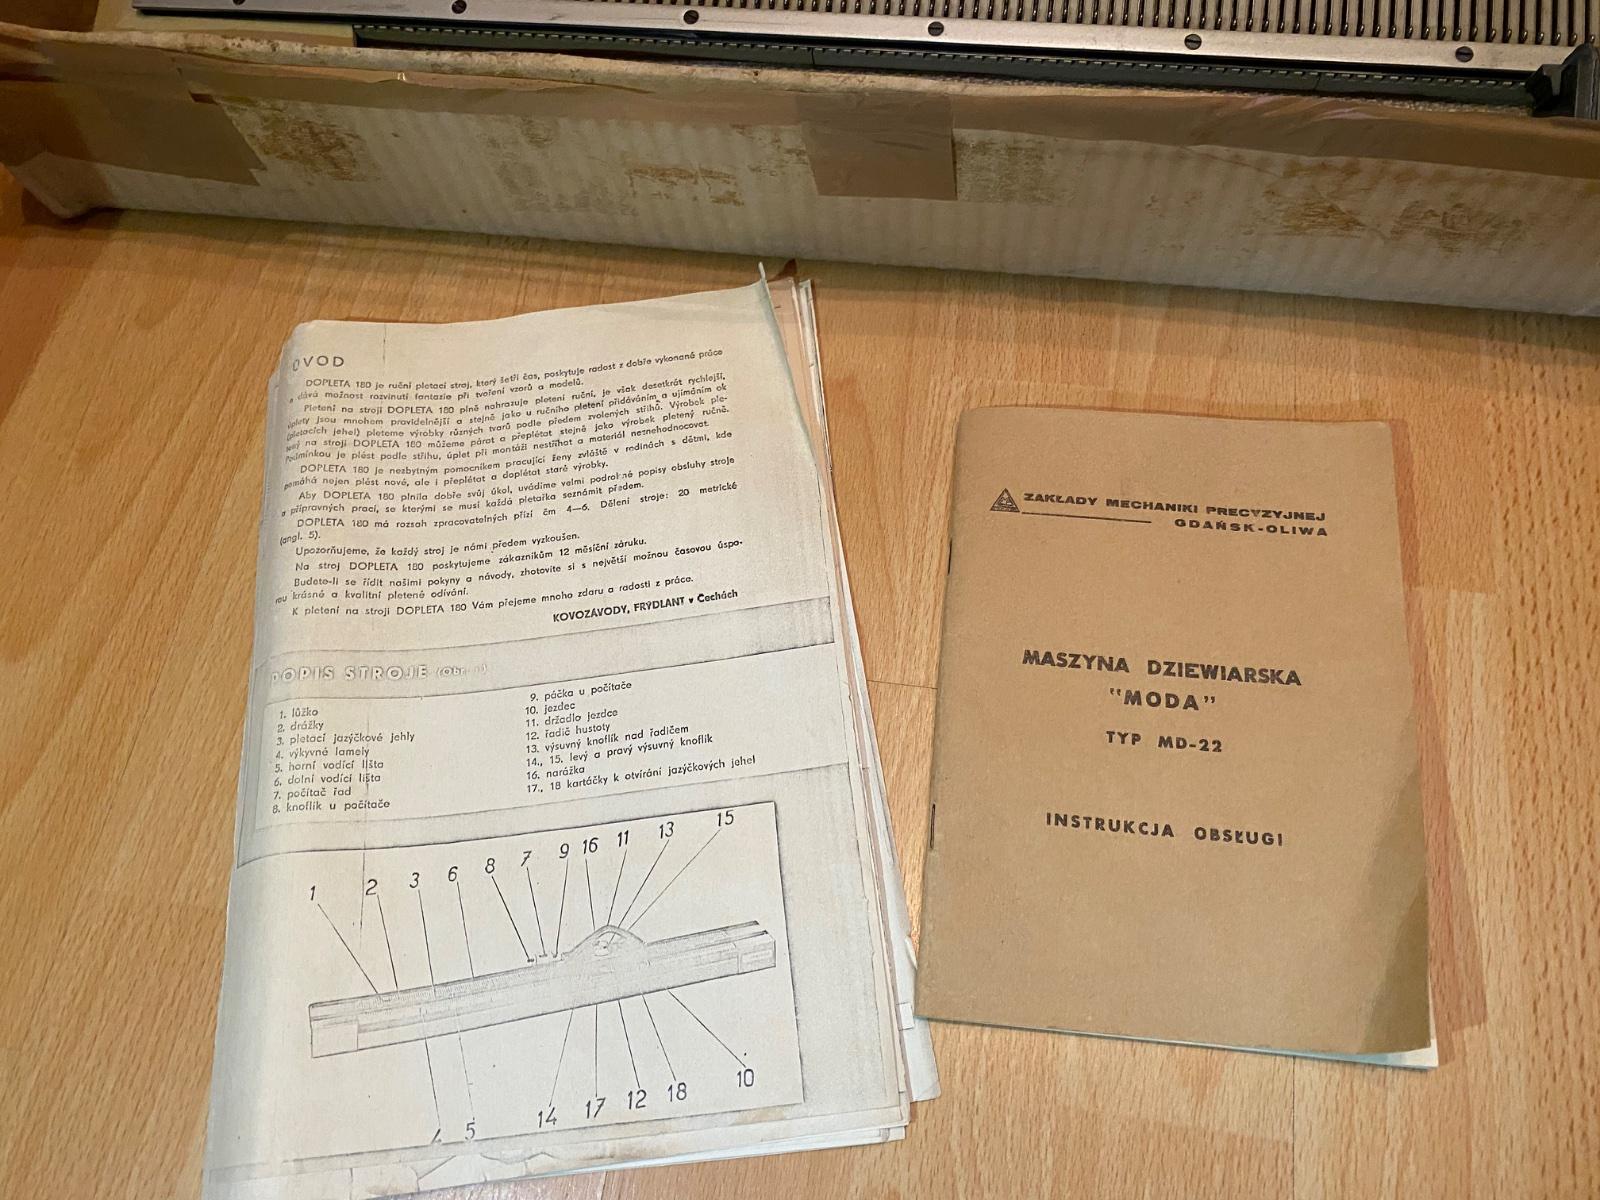 ÚVOD
DOPLETA 180 je ruční pletací stroj, který šetří čas, poskytuje radost z dobře vykonané práce
a dává možnost rozvinutí fantazie při tvoření vzorů a modelů.
Pletení na stroji DOPLETA 180 plně nahrazuje pletení ruční, je však desetkrát rychlejší,
úplety jsou mnohem pravidelnější a stejně jako u ručního pletení přidáváním a ujímáním ok
(pletacích jehel) pleteme výrobky různých tvarů podle předem zvolených střihů. Výrobek ple-
tený na stroji DOPLETA 180 můžeme párat a přeplétat stejně jako výrobek pletený ručně.
Podmínkou je plést podle střihu, úplet při montáži nestříhat a materiál neznehodnocovat.
DOPLETA 180 je nezbytným pomocníkem pracující ženy zvláště v rodinách s dětmi, kde
pomáhá nejen plést nové, ale i přeplétat a doplétat staré výrobky.
Aby DOPLETA 180 plnila dobře svůj úkol, uvádíme velmi podrobné popisy obsluhy stroje
a přípravných prací, se kterými se musí každá pletařka seznámit předem.
DOPLETA 180 má rozsah zpracovatelných přízí čm 4—6. Dělení stroje: 20 metrické
(angl. 5).
Upozorňujeme, že každý stroj je námi předem vyzkoušen.
Na stroj DOPLETA 180 poskytujeme zákazníkům 12 měsíční záruku.
Budete-li se řídit našimi pokyny a návody, zhotovíte si s největší možnou časovou úspo-
rou krásné a kvalitní pletené odívání.
K pletení na stroji DOPLETA 180 Vám přejeme mnoho zdaru a radosti z práce.
KOVOZÁVODY, FRÝDLANT v Čechách
POPIS STROJE (Obr. 1)
1. lůžko
2. drážky
3. pletací jazýčkové jehly
4. výkyvné lamely
5. horní vodící lišta
6. dolní vodící lišta
7. počítač řad
8. knoflík u počítače
9. páčka u počítače
10. jezdec
11. držadlo jezdce
12. řadič hustoty
13. výsuvný knoflík nad řadičem
14., 15. levý a pravý výsuvný knoflík
16. narážka
17., 18 kartáčky k otvírání jazýčkových jehel
1 2 3 6 8 7 9 16 11 13 15
4 5 14 17 12 18 10
ZAKŁADY MECHANIKI PRECYZYJNEJ
GDAŃSK-OLIWA
MASZYNA DZIEWIARSKA
"MODA"
TYP MD-22
INSTRUKCJA OBSŁUGI